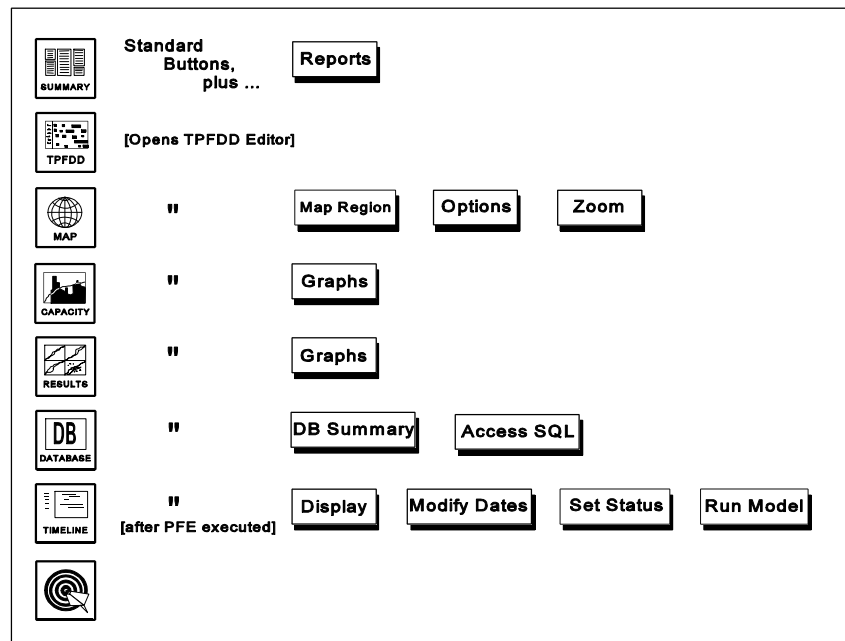 Standard
Buttons,
plus ...
Reports
SUMMARY
TPFDD
[Opens TPFDD Editor]
MAP
"
Map Region
Options
Zoom
CAPACITY
"
Graphs
RESULTS
"
Graphs
DB
DATABASE
"
DB Summary
Access SQL
TIMELINE
"
[after PFE executed]
Display
Modify Dates
Set Status
Run Model